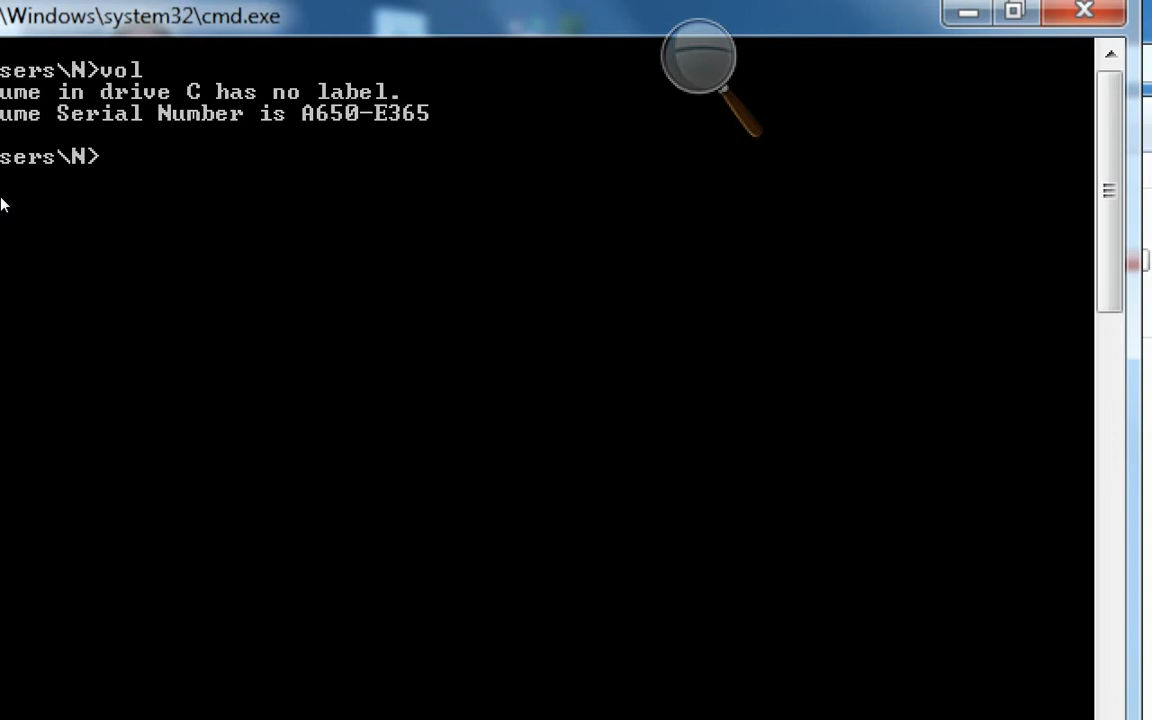 \Windows\system32\cmd.exe
sers\N>vol
ume in drive C has no label.
ume Serial Number is A650-E365
sers\N>